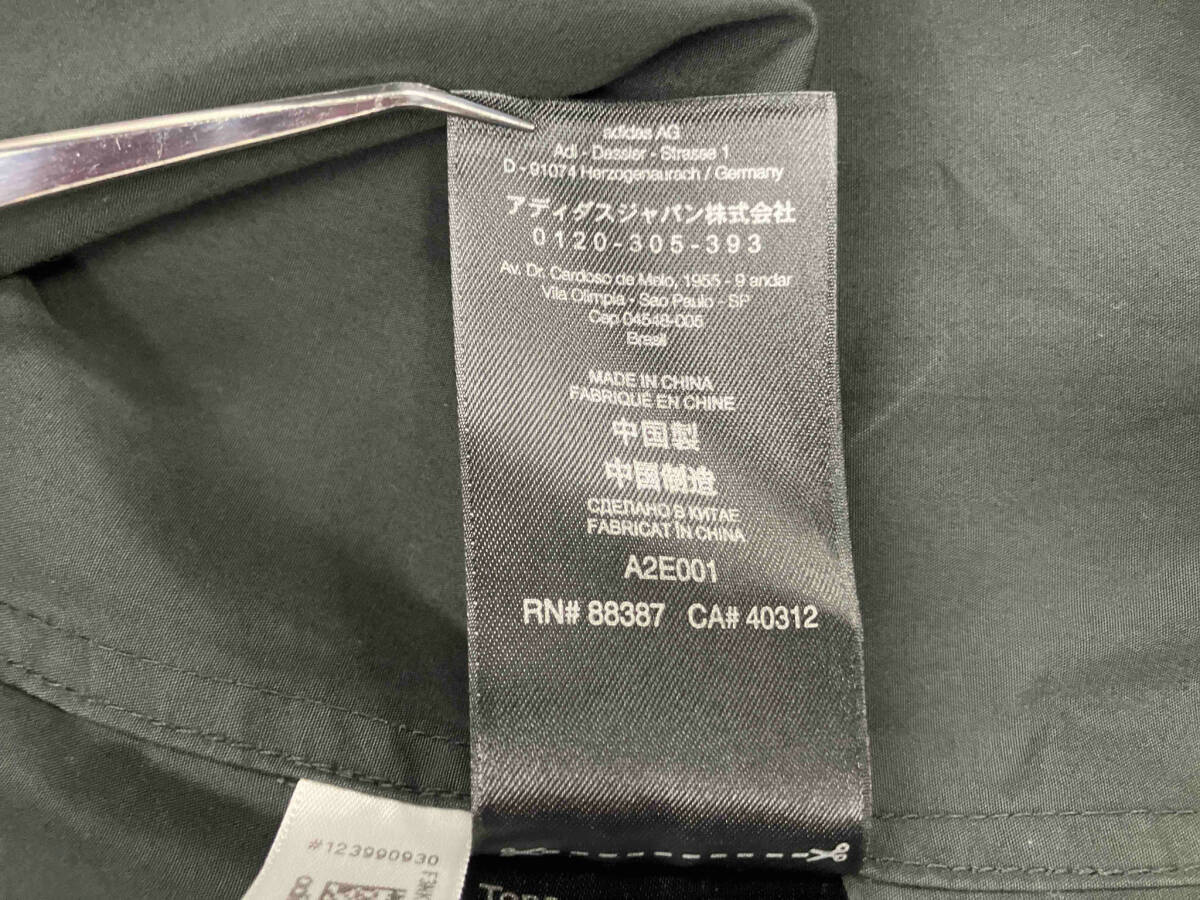 adidas AG
Adi - Dassler - Strasse 1
D - 91074 Herzogenaurach / Germany
アディダスジャパン株式会社
0120-305-393
Av. Dr. Cardoso de Melo, 1955 - 9 andar
Vila Olimpia - Sao Paulo - SP
Cep 04548-005
Brasil
MADE IN CHINA
FABRIQUE EN CHINE
中国製
中国制造
СДЕЛАНО В КИТАЕ
FABRICAT IN CHINA
A2E001
RN# 88387 CA# 40312
#123990930